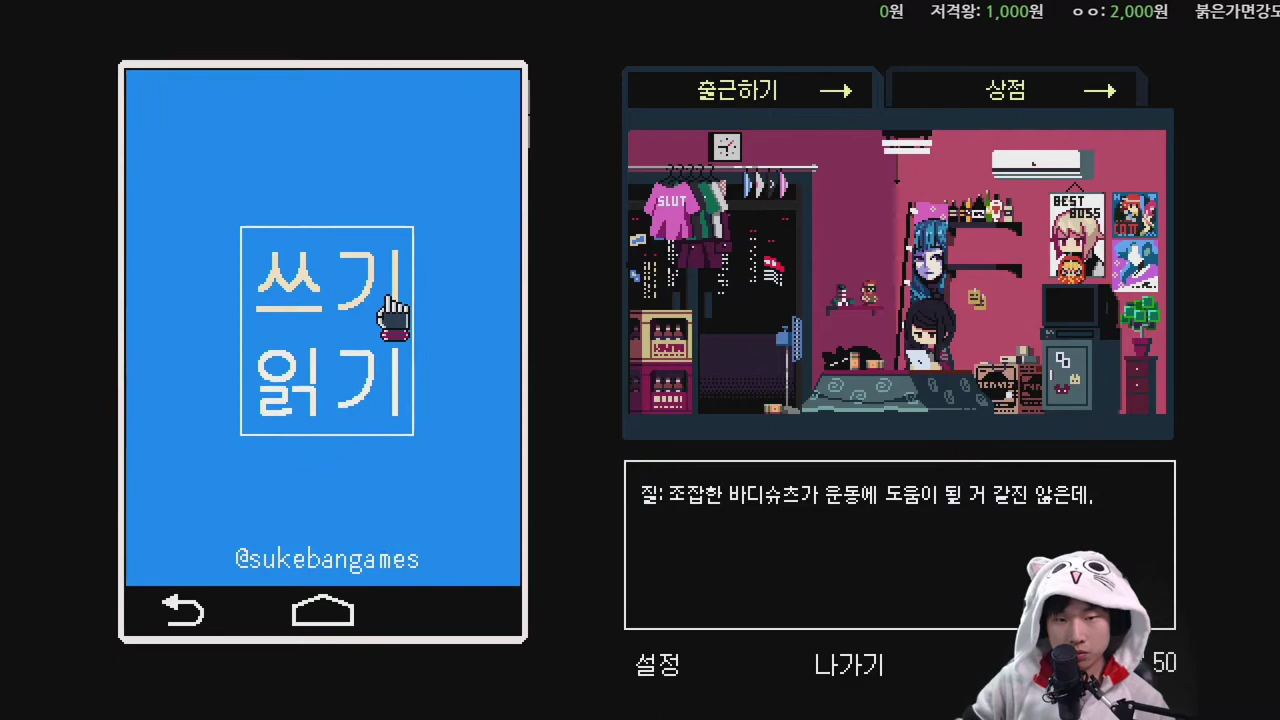 0원 저격왕: 1,000원 ㅇㅇ: 2,000원 붉은가면강도
출근하기 상점
SLUT
BEST
BOSS
쓰기
읽기
@sukebangames
질: 조잡한 바디슈츠가 운동에 도움이 될 거 같진 않은데.
설정 나가기 50